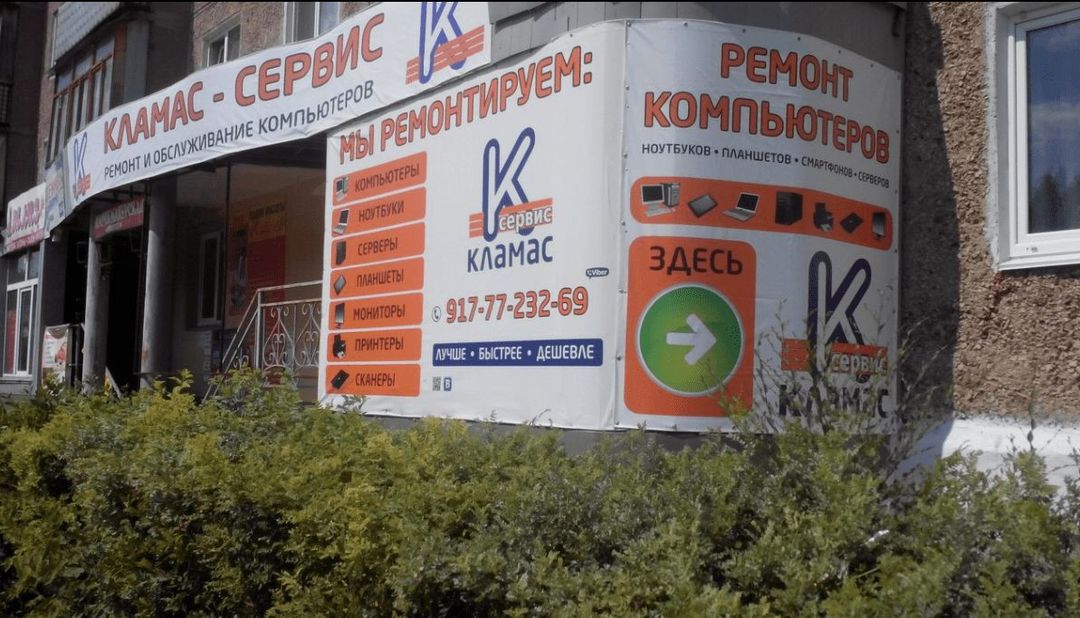 КЛАМАС - СЕРВИС
РЕМОНТ И ОБСЛУЖИВАНИЕ КОМПЬЮТЕРОВ
МЫ РЕМОНТИРУЕМ:
КОМПЬЮТЕРЫ
НОУТБУКИ
СЕРВЕРЫ
ПЛАНШЕТЫ
МОНИТОРЫ
ПРИНТЕРЫ
СКАНЕРЫ
К
сервис
кламас
Viber
917-77-232-69
ЛУЧШЕ • БЫСТРЕЕ • ДЕШЕВЛЕ
РЕМОНТ
КОМПЬЮТЕРОВ
НОУТБУКОВ • ПЛАНШЕТОВ • СМАРТФОНОВ • СЕРВЕРОВ
ЗДЕСЬ
К
сервис
кламас